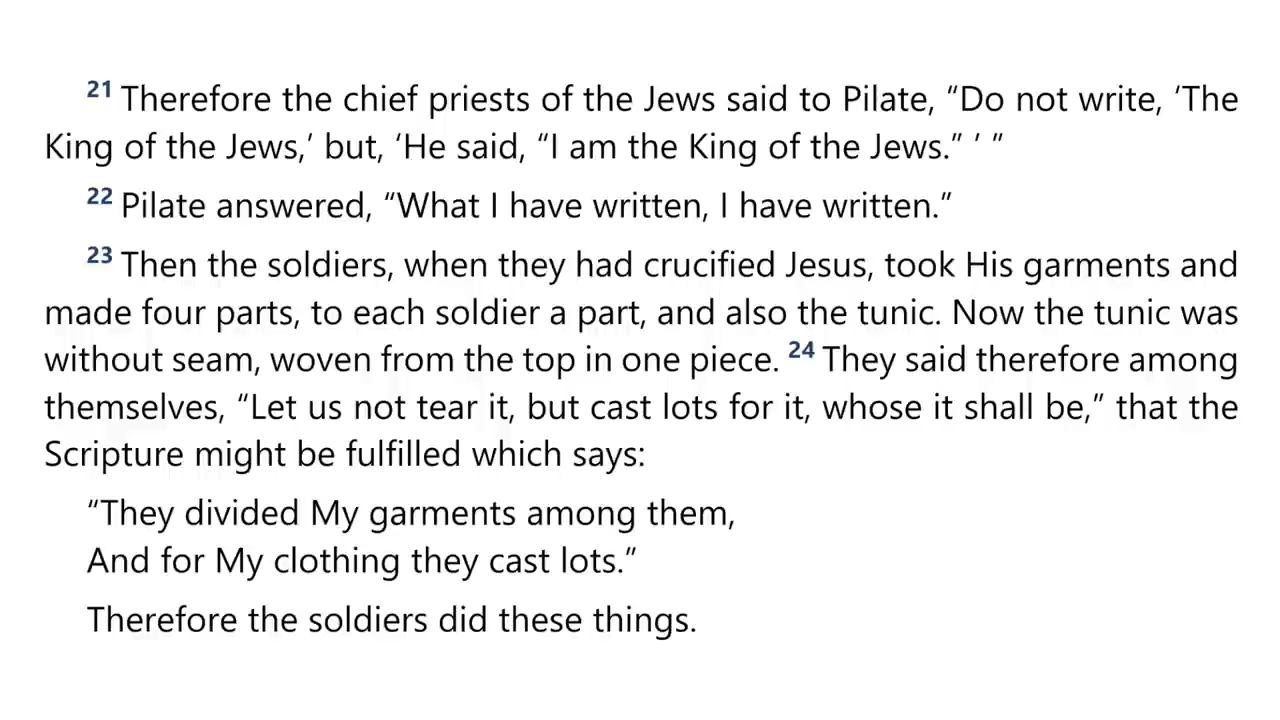 21 Therefore the chief priests of the Jews said to Pilate, “Do not write, ‘The
King of the Jews,’ but, ‘He said, “I am the King of the Jews.” ’ ”
22 Pilate answered, “What I have written, I have written.”
23 Then the soldiers, when they had crucified Jesus, took His garments and
made four parts, to each soldier a part, and also the tunic. Now the tunic was
without seam, woven from the top in one piece. 24 They said therefore among
themselves, “Let us not tear it, but cast lots for it, whose it shall be,” that the
Scripture might be fulfilled which says:
“They divided My garments among them,
And for My clothing they cast lots.”
Therefore the soldiers did these things.